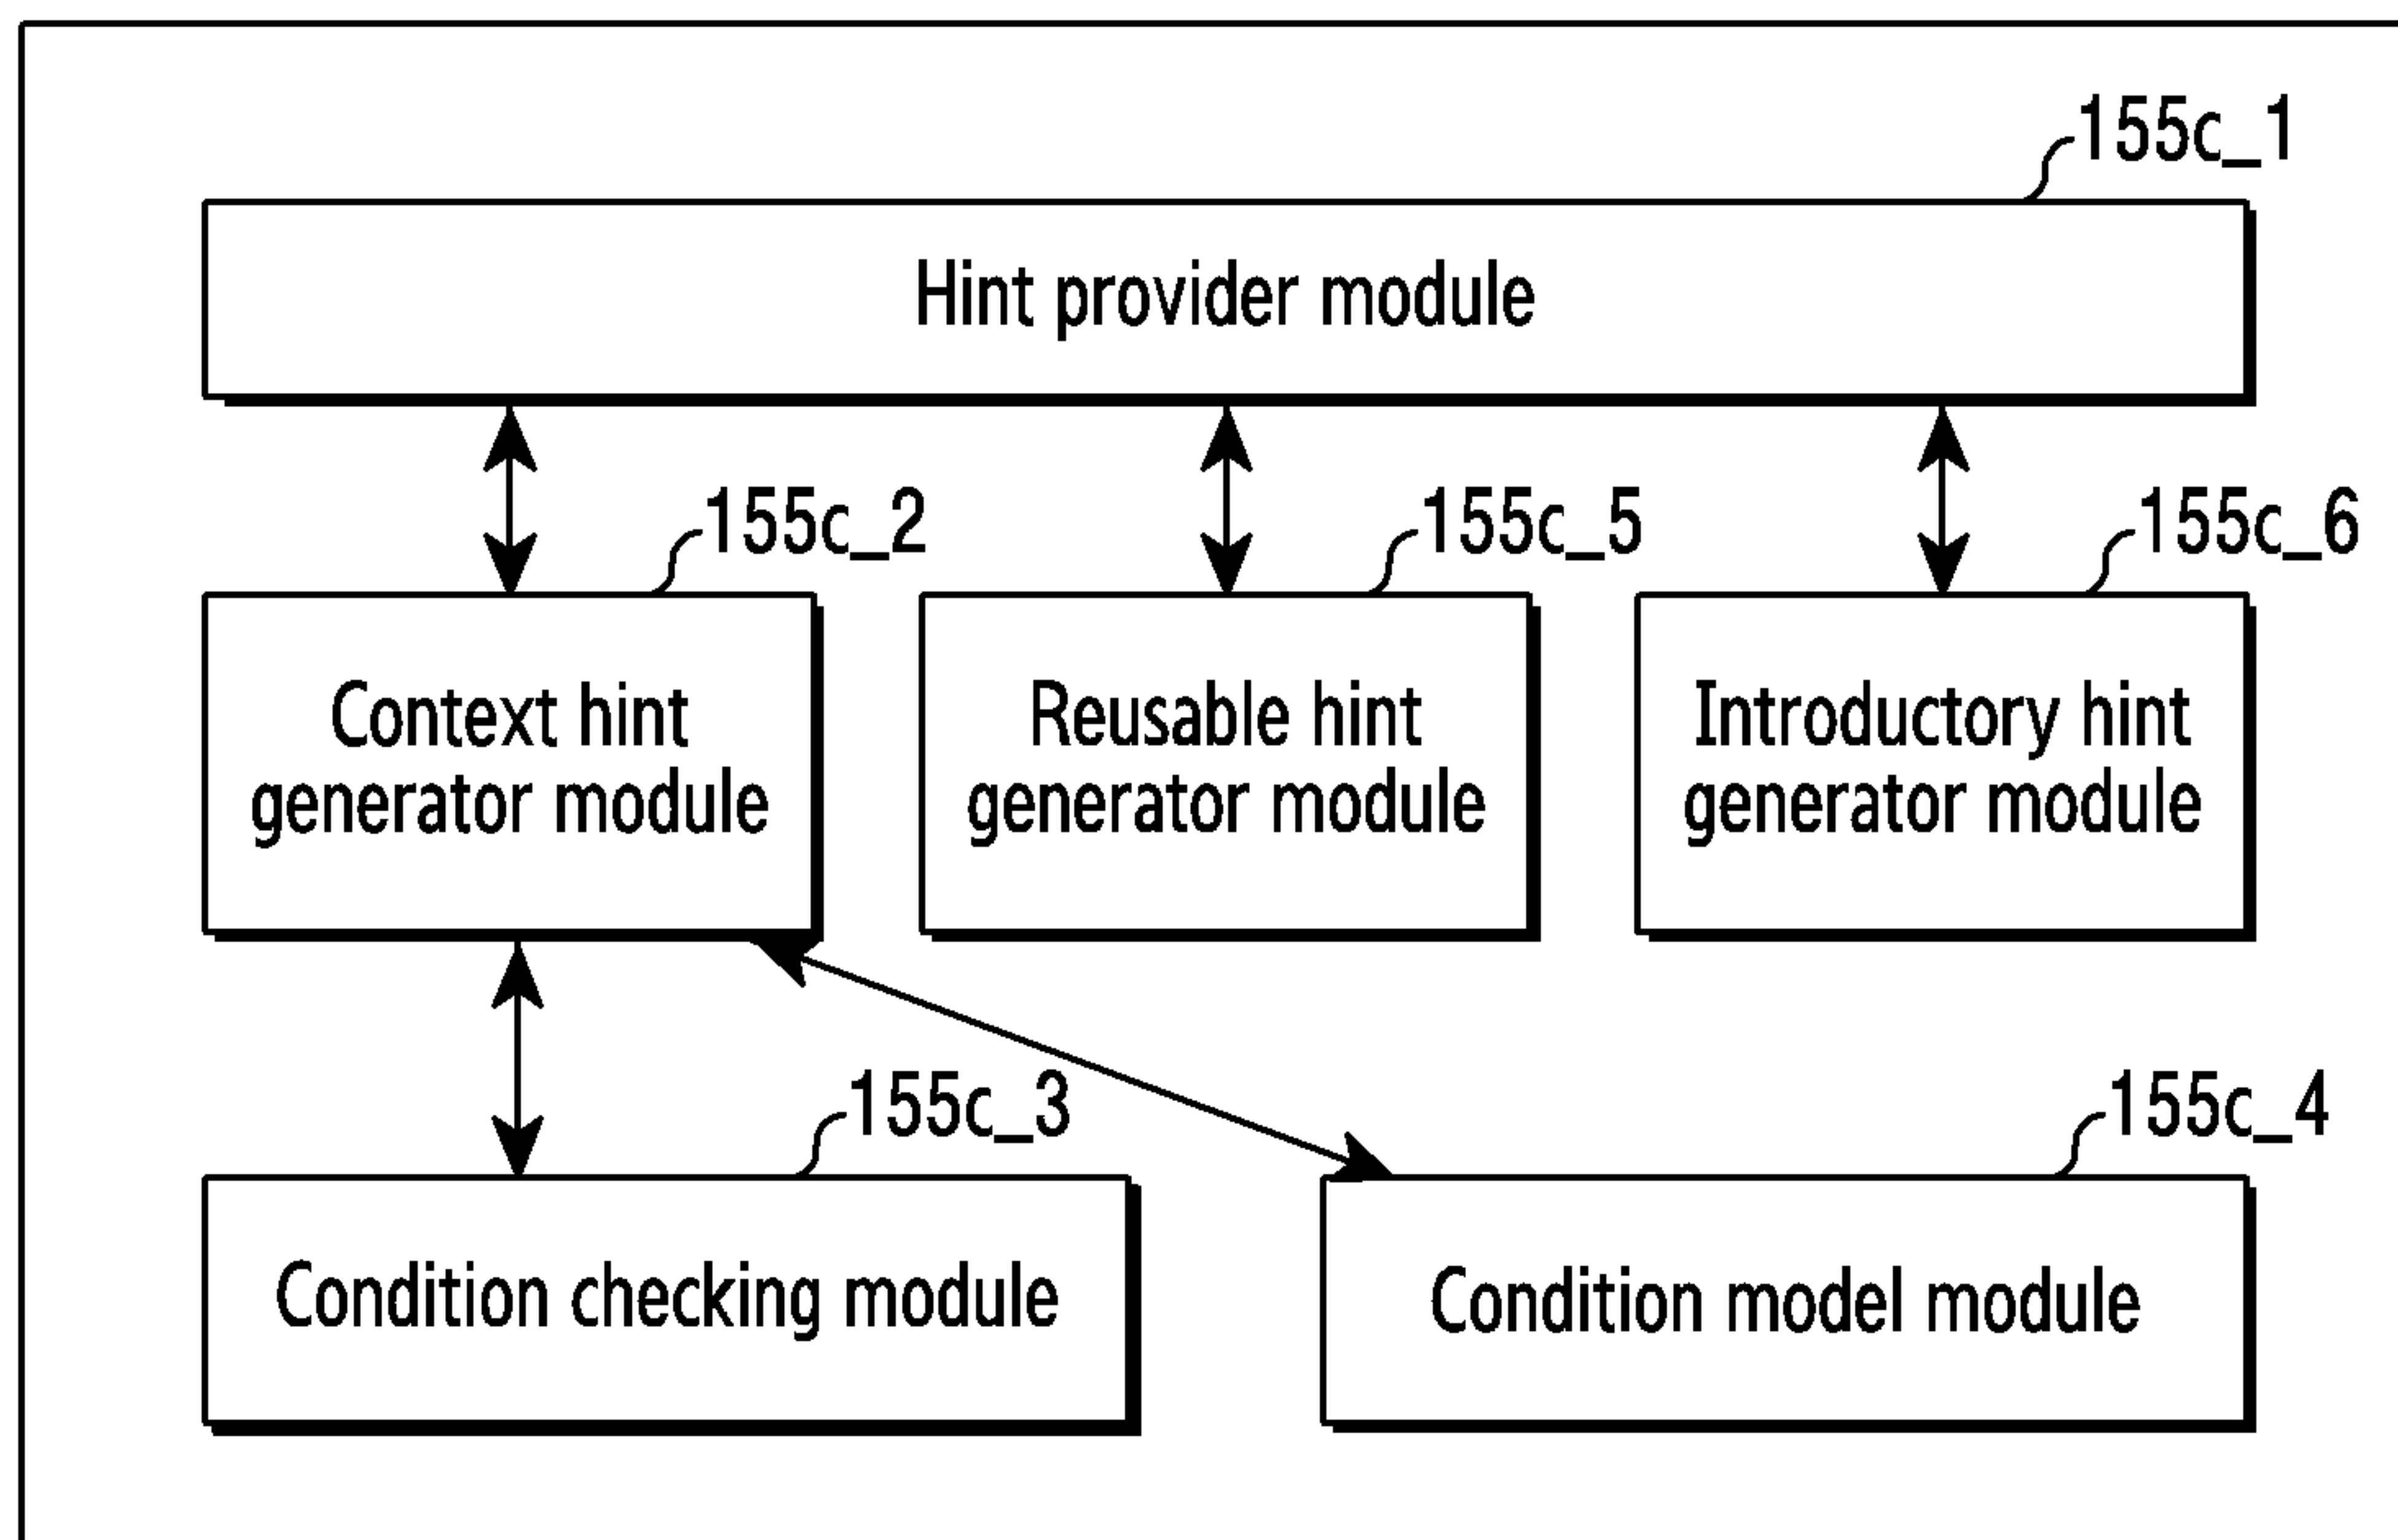 155c_1
Hint provider module
155c_2
155c_5
155c_6
Context hint
generator module
Reusable hint
generator module
Introductory hint
generator module
155c_3
155c_4
Condition checking module
Condition model module